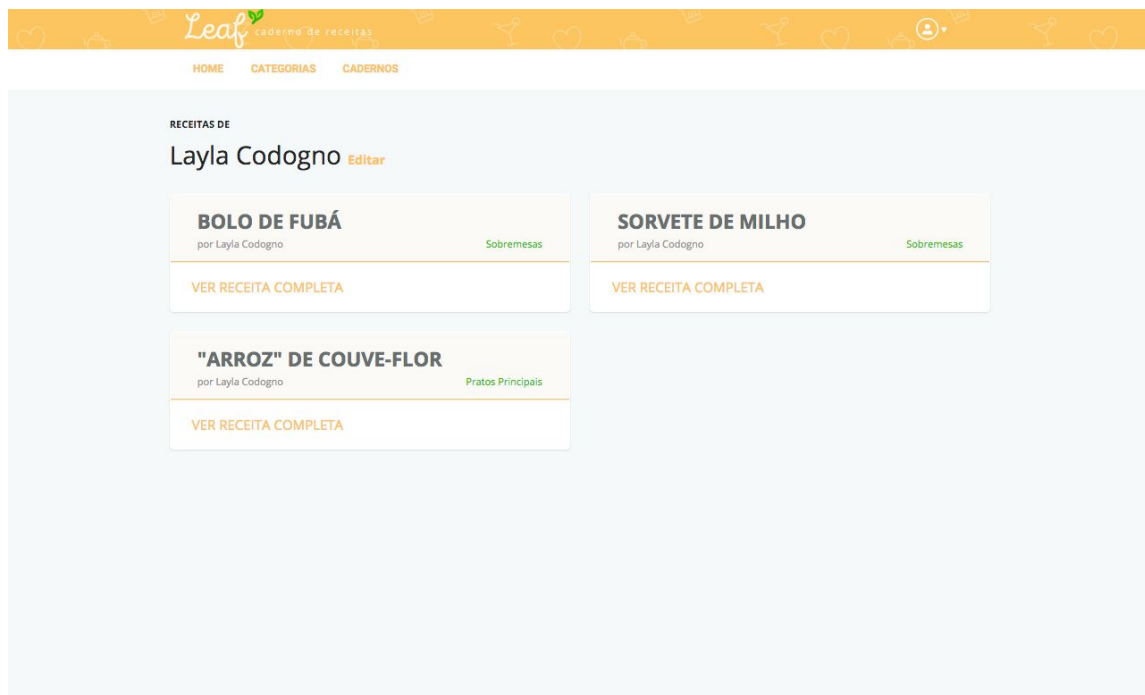 Leaf caderno de receitas
HOME CATEGORIAS CADERNOS
RECEITAS DE
Layla Codogno Editar
BOLO DE FUBÁ
por Layla Codogno Sobremesas
VER RECEITA COMPLETA
SORVETE DE MILHO
por Layla Codogno Sobremesas
VER RECEITA COMPLETA
"ARROZ" DE COUVE-FLOR
por Layla Codogno Pratos Principais
VER RECEITA COMPLETA